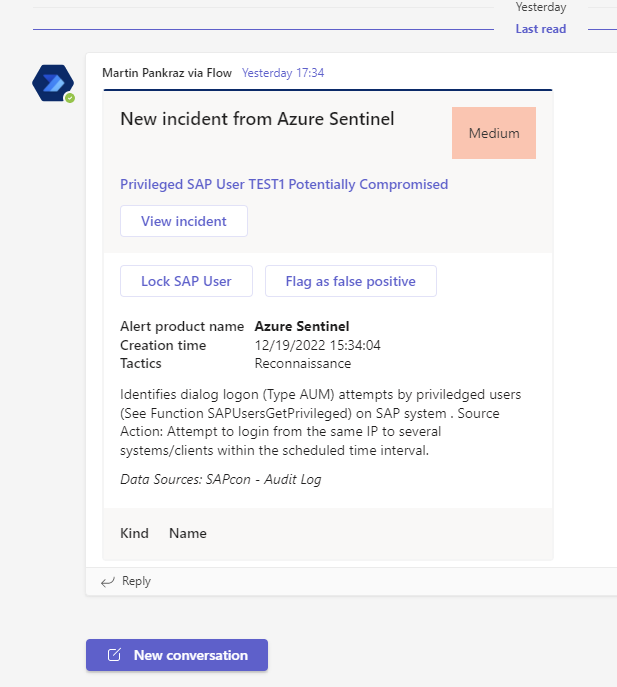 Yesterday
Last read
Martin Pankraz via Flow Yesterday 17:34
New incident from Azure Sentinel
Medium
Privileged SAP User TEST1 Potentially Compromised
View incident
Lock SAP User Flag as false positive
Alert product name Azure Sentinel
Creation time 12/19/2022 15:34:04
Tactics Reconnaissance
Identifies dialog logon (Type AUM) attempts by priviledged users
(See Function SAPUsersGetPrivileged) on SAP system . Source
Action: Attempt to login from the same IP to several
systems/clients within the scheduled time interval.
Data Sources: SAPcon - Audit Log
Kind Name
Reply
New conversation